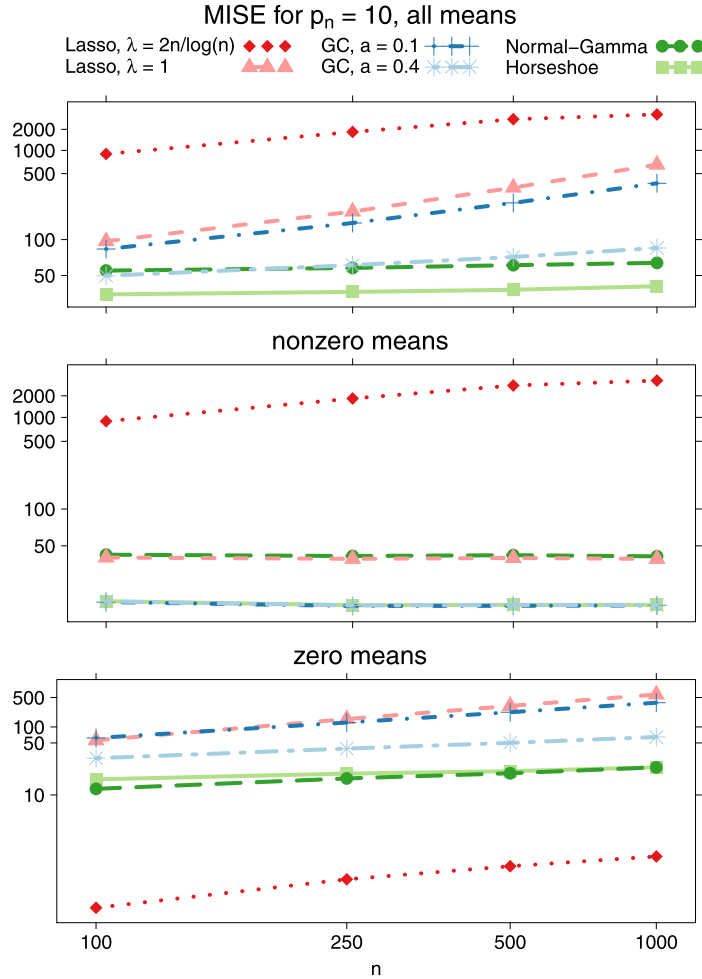 MISE for pn = 10, all means
Lasso, λ = 2n/log(n) GC, a = 0.1 Normal−Gamma
Lasso, λ = 1 GC, a = 0.4 Horseshoe
2000
1000
500
100
50
nonzero means
2000
1000
500
100
50
zero means
500
100
50
10
100 250 500 1000
n